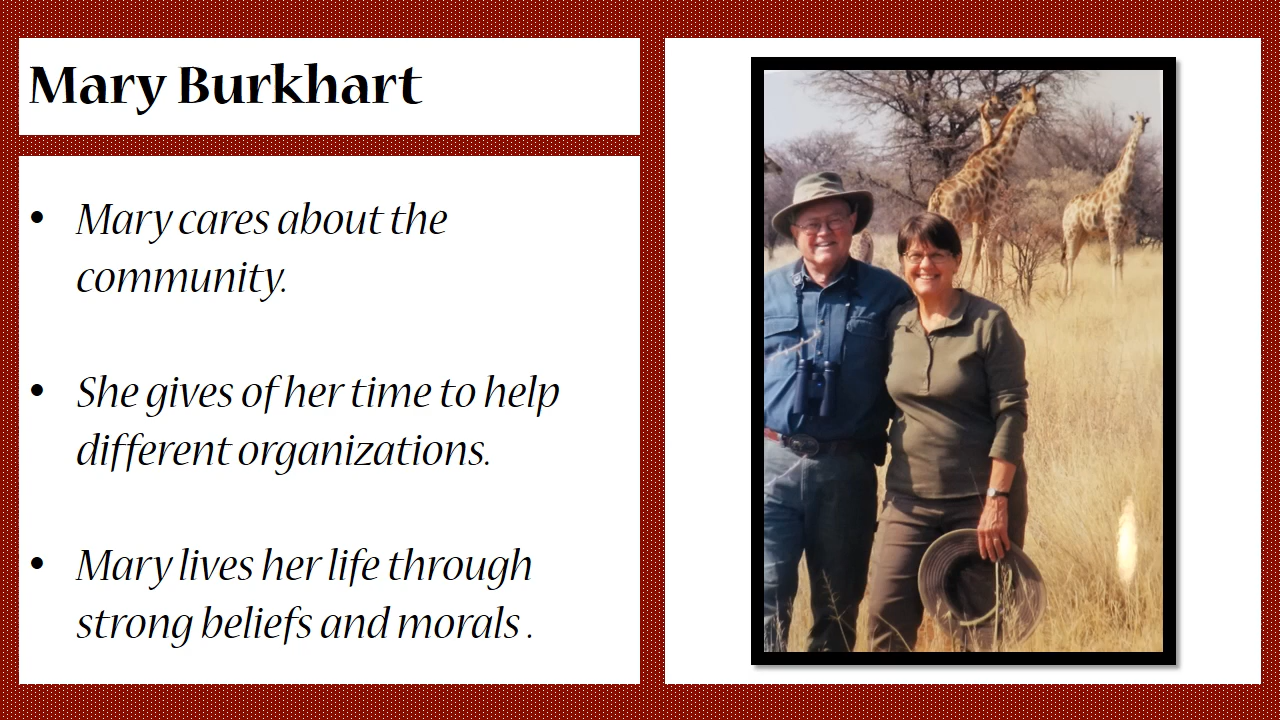 Mary Burkhart
• Mary cares about the
community.
• She gives of her time to help
different organizations.
• Mary lives her life through
strong beliefs and morals .